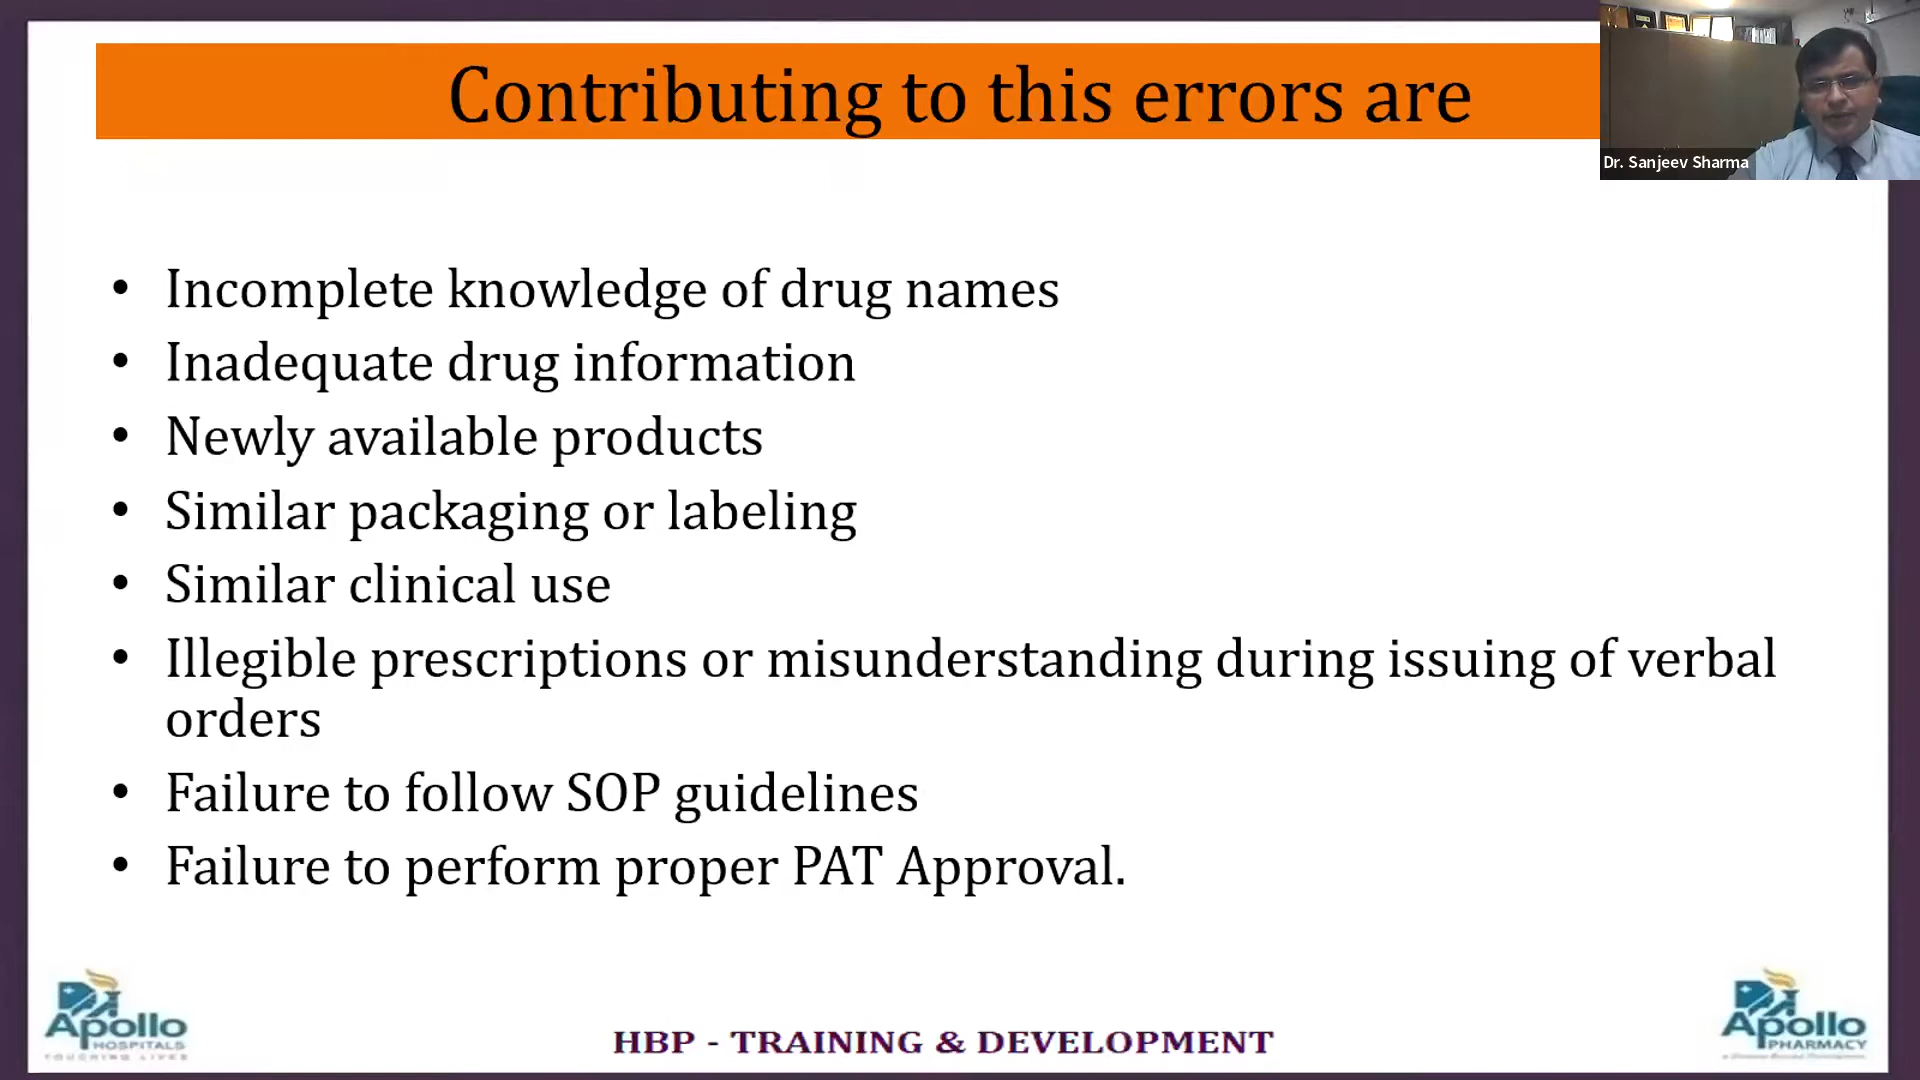 Contributing to this errors are
Dr. Sanjeev Sharma
• Incomplete knowledge of drug names
• Inadequate drug information
• Newly available products
• Similar packaging or labeling
• Similar clinical use
• Illegible prescriptions or misunderstanding during issuing of verbal
orders
• Failure to follow SOP guidelines
• Failure to perform proper PAT Approval.
Apollo
HOSPITALS
TOUCHING LIVES
HBP - TRAINING & DEVELOPMENT
Apollo
PHARMACY